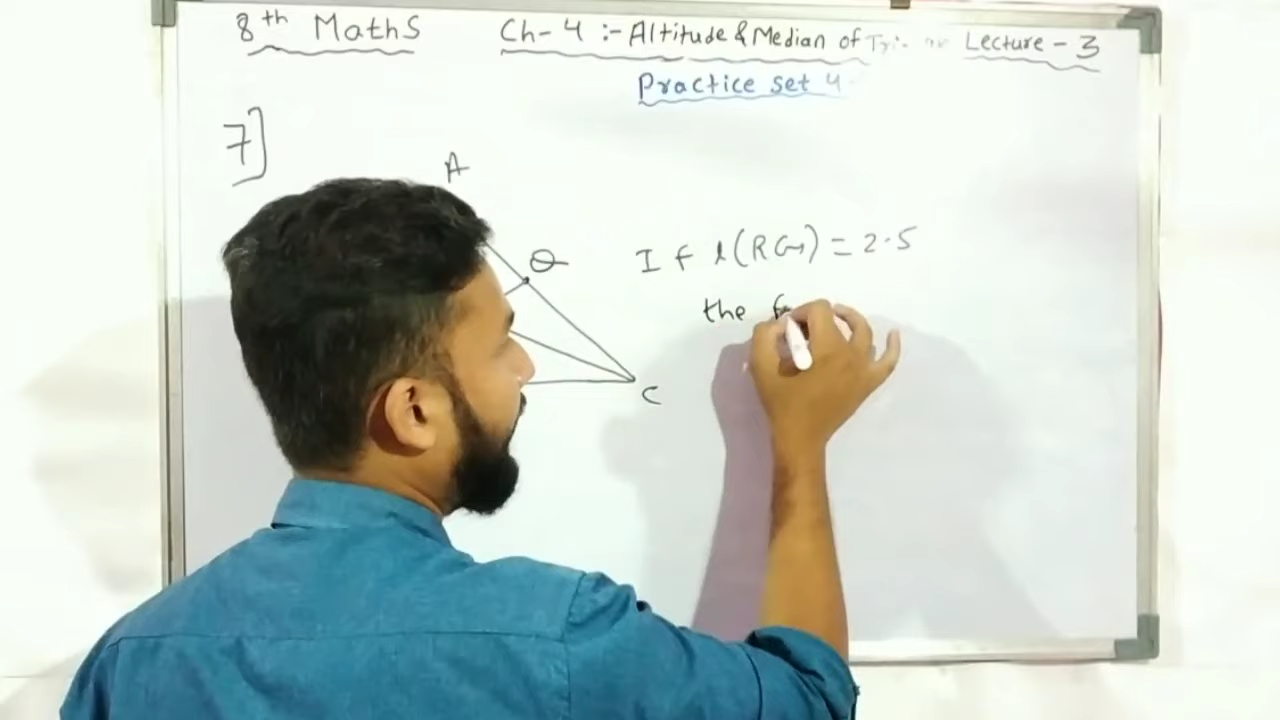 8th Maths Ch-4 :- Altitude & Median of Lecture - 3
Practice set 4
7]
A
Q
If l(RG) = 2.5
the
C